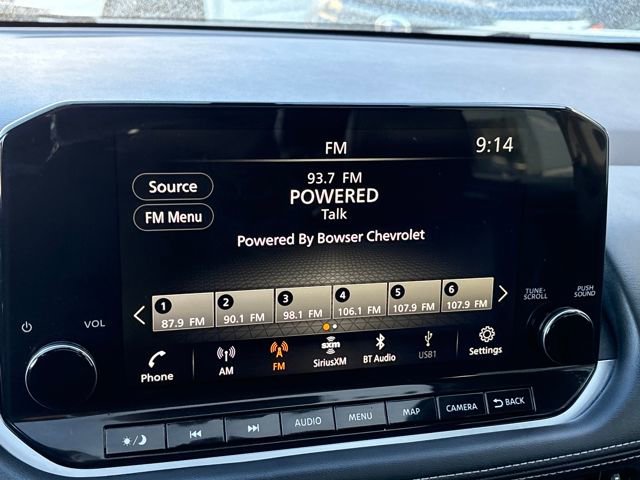 FM 9:14
93.7 FM
Source POWERED
Talk
FM Menu
Powered By Bowser Chevrolet
1 2 3 4 5 6
87.9 FM 90.1 FM 98.1 FM 106.1 FM 107.9 FM 107.9 FM
TUNE-SCROLL PUSH SOUND
VOL
Phone AM FM SXM SiriusXM BT Audio USB1 Settings
AUDIO MENU MAP CAMERA BACK